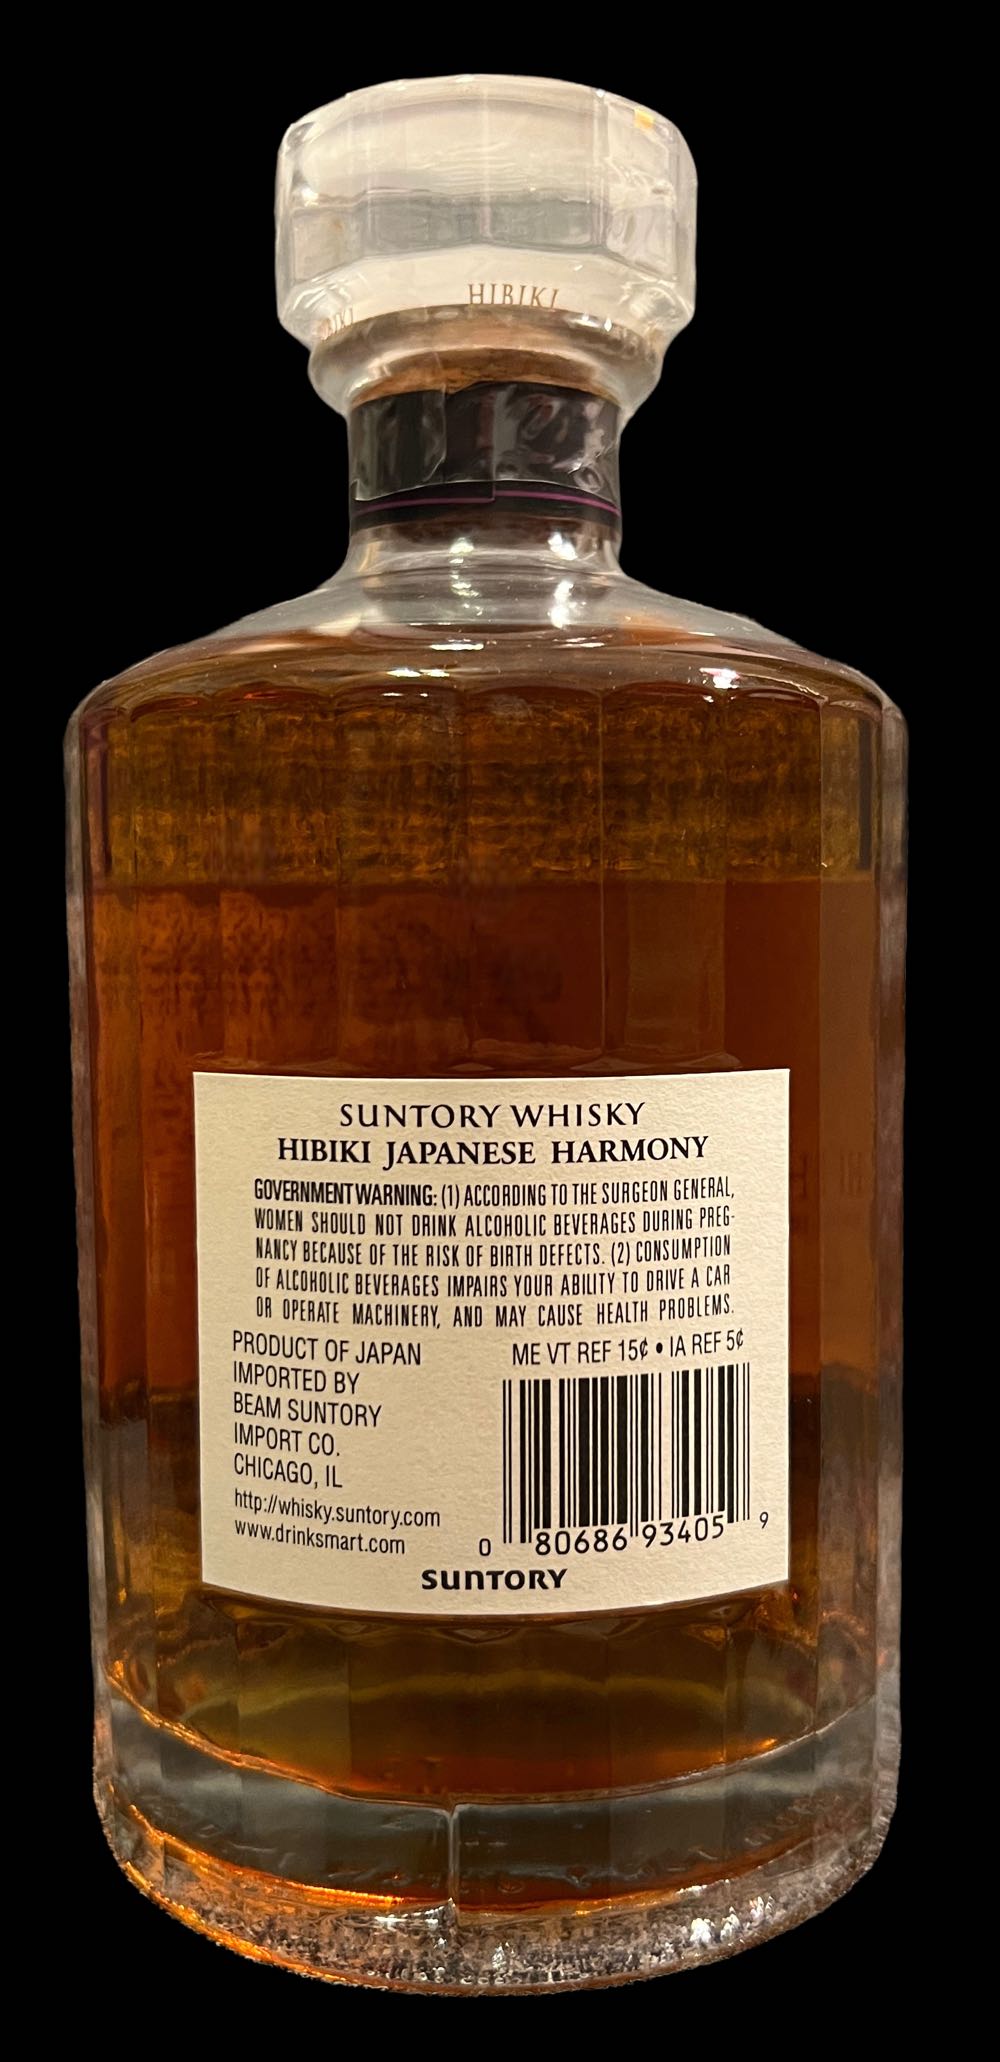 HIBIKI
SUNTORY WHISKY
HIBIKI JAPANESE HARMONY
GOVERNMENT WARNING: (1) ACCORDING TO THE SURGEON GENERAL,
WOMEN SHOULD NOT DRINK ALCOHOLIC BEVERAGES DURING PREG-
NANCY BECAUSE OF THE RISK OF BIRTH DEFECTS. (2) CONSUMPTION
OF ALCOHOLIC BEVERAGES IMPAIRS YOUR ABILITY TO DRIVE A CAR
OR OPERATE MACHINERY, AND MAY CAUSE HEALTH PROBLEMS.
PRODUCT OF JAPAN
IMPORTED BY
BEAM SUNTORY
IMPORT CO.
CHICAGO, IL
http://whisky.suntory.com
www.drinksmart.com
ME VT REF 15¢ • IA REF 5¢
0 80686 93405 9
SUNTORY